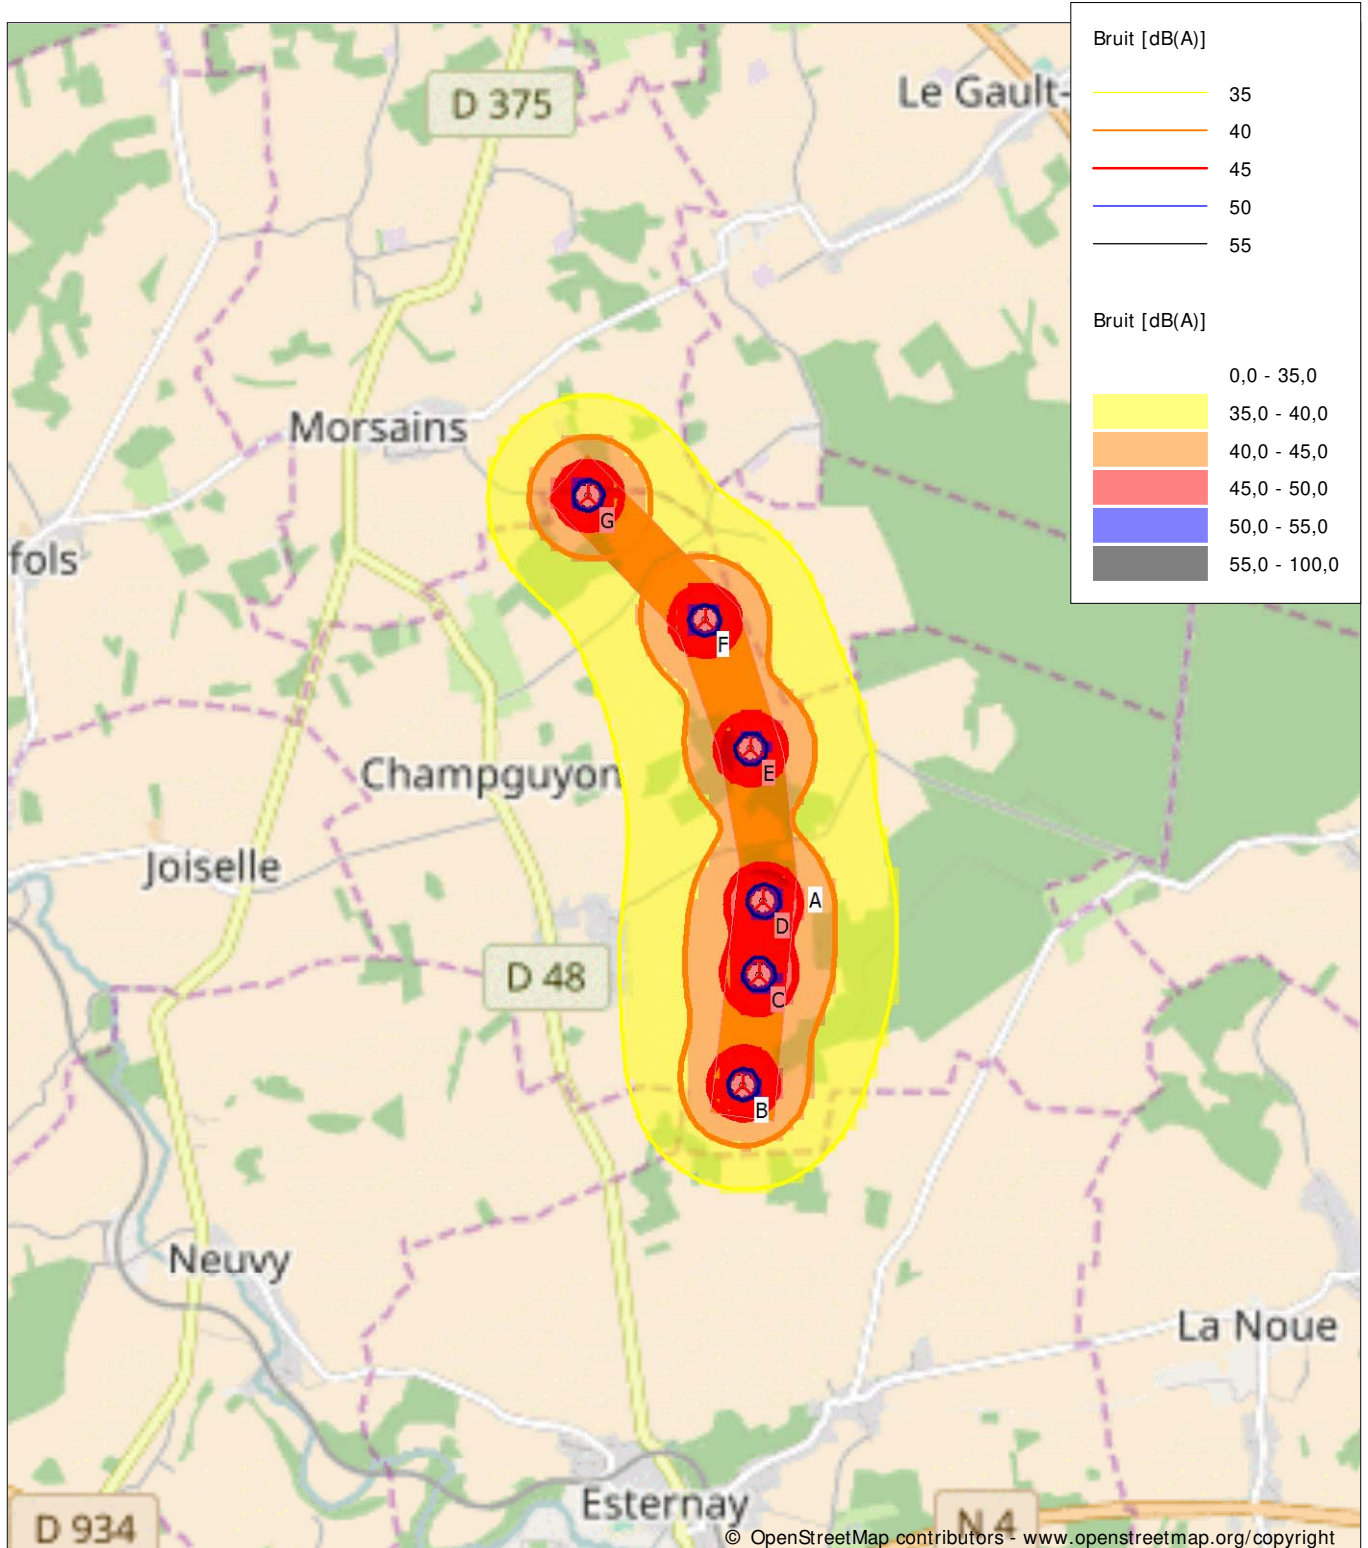 Bruit [dB(A)]
35
40
45
50
55
Bruit [dB(A)]
0,0 - 35,0
35,0 - 40,0
40,0 - 45,0
45,0 - 50,0
50,0 - 55,0
55,0 - 100,0
D 375
Le Gault-
Morsains
G
fols
F
Champguyon
E
Joiselle
A
D
D 48
C
B
Neuvy
La Noue
Esternay
D 934
N 4
© OpenStreetMap contributors - www.openstreetmap.org/copyright